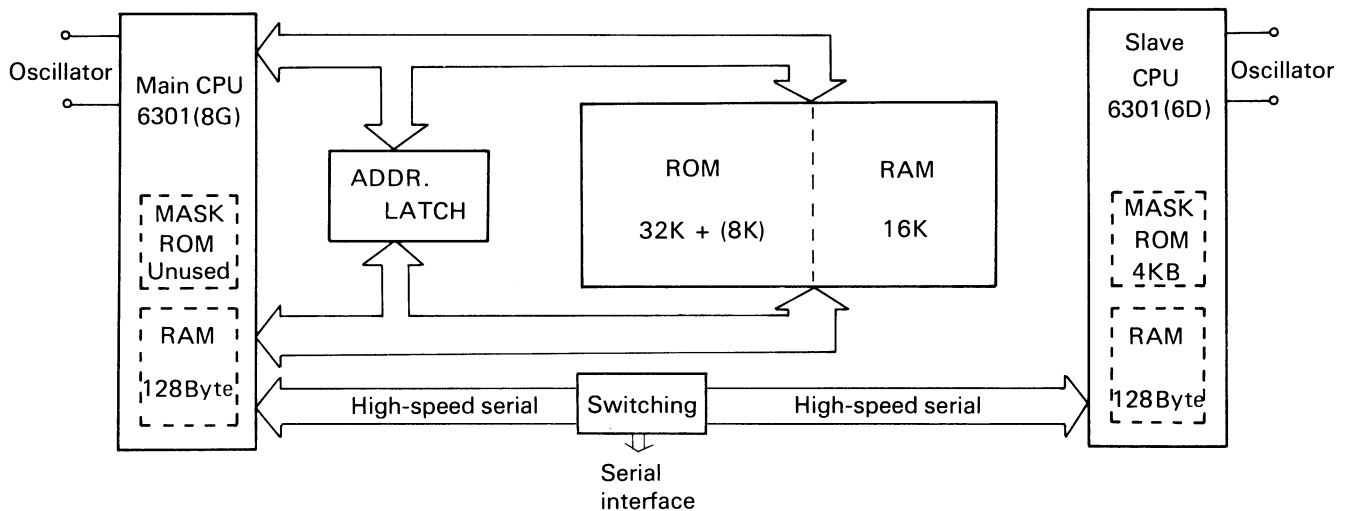 Oscillator
Main CPU
6301(8G)
MASK
ROM
Unused
RAM
128Byte
ADDR.
LATCH
ROM
32K + (8K)
RAM
16K
High-speed serial
Switching
High-speed serial
Serial
interface
Slave
CPU
6301(6D)
Oscillator
MASK
ROM
4KB
RAM
128Byte